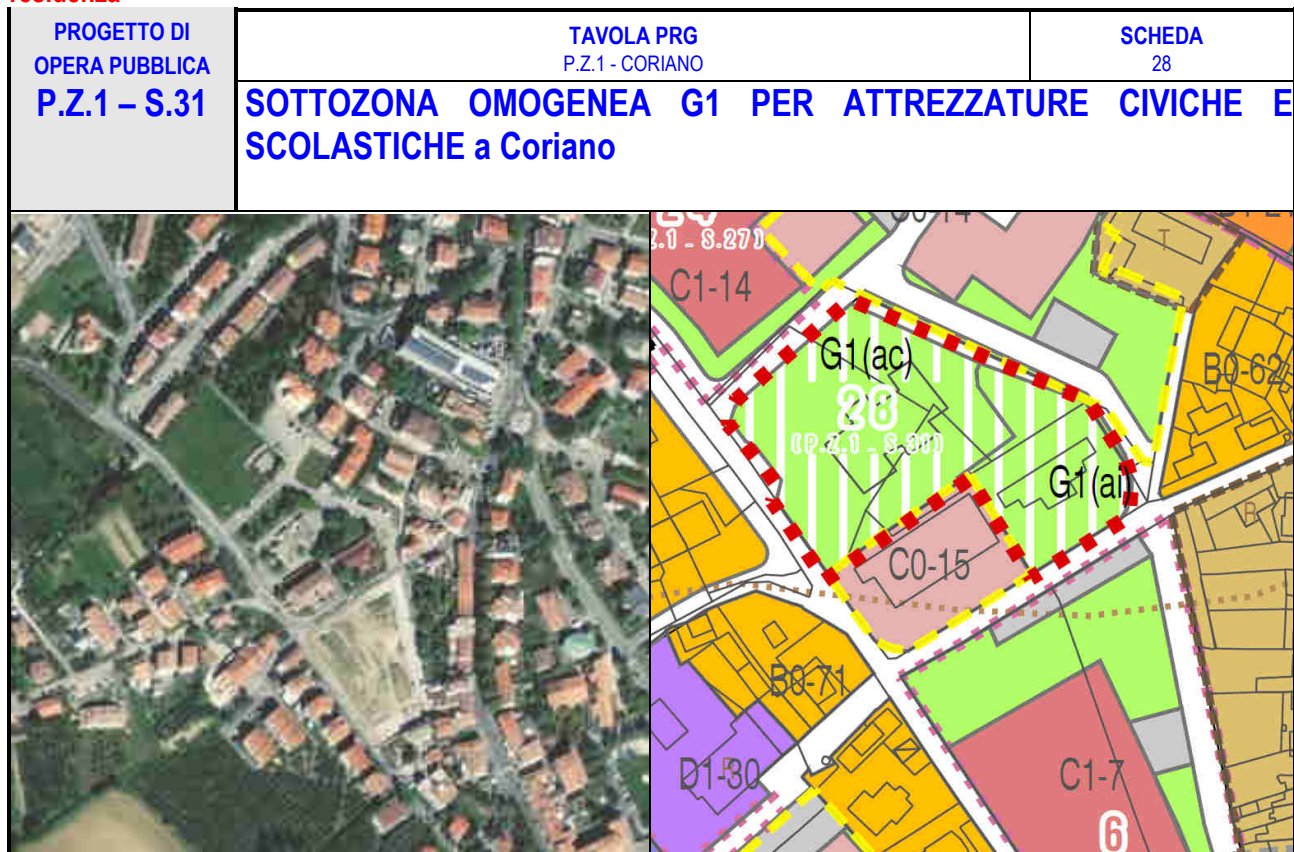 PROGETTO DI
OPERA PUBBLICA
P.Z.1 – S.31
TAVOLA PRG
P.Z.1 - CORIANO
SCHEDA
28
SOTTOZONA OMOGENEA G1 PER ATTREZZATURE CIVICHE E
SCOLASTICHE a Coriano
C1-14
G1(ac)
28
(P.Z.1 - S.31)
G1(ai)
T
B0-62
B
C0-15
B0-71
D1-30
C1-7
6